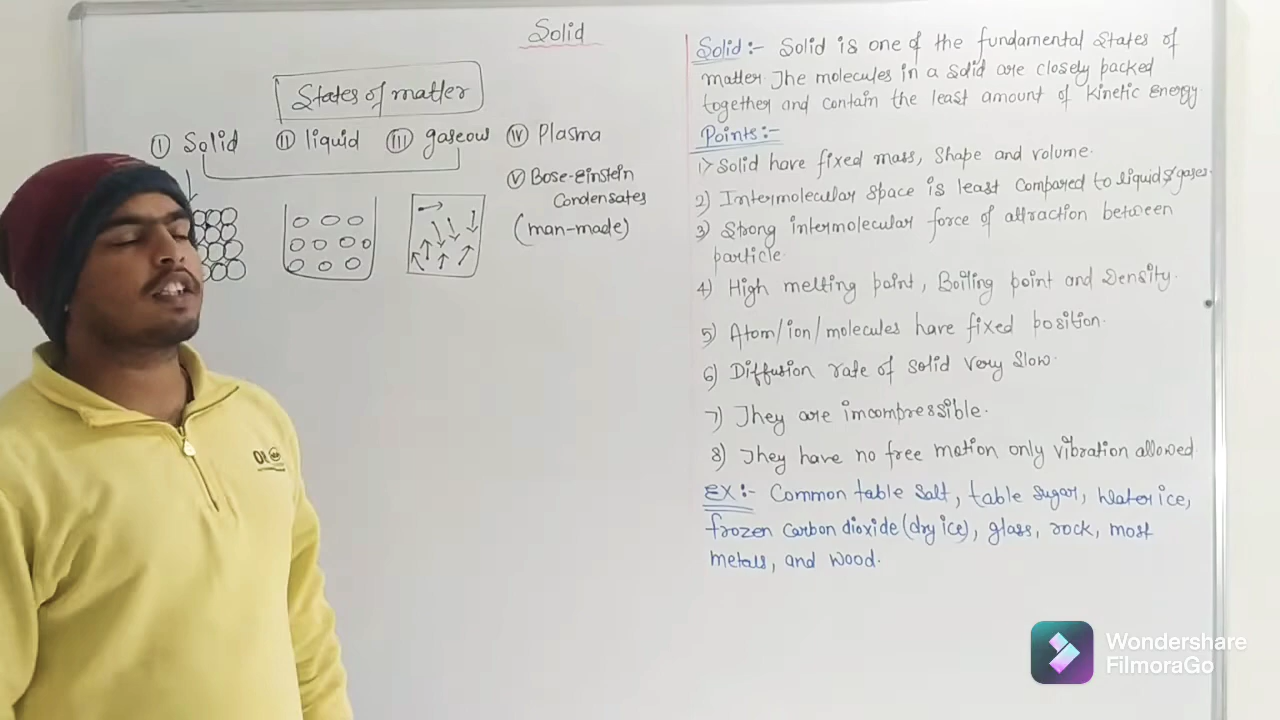 Solid
States of matter
I Solid II liquid III gaseous IV Plasma
V Bose-Einstein
Condensates
(man-made)
Solid:- Solid is one of the fundamental States of
matter. The molecules in a Solid are closely packed
together and contain the least amount of Kinetic Energy.
Points:-
1) Solid have fixed mass, Shape and volume.
2) Intermolecular space is least compared to liquid & gases.
3) Strong intermolecular force of attraction between
particle.
4) High melting point, Boiling point and Density.
5) Atom/ion/molecules have fixed position.
6) Diffusion rate of solid very slow.
7) They are incompressible.
8) They have no free motion only vibration allowed.
EX:- Common table salt, table sugar, water ice,
frozen carbon dioxide (dry ice), glass, rock, most
metals, and wood.
Wondershare
FilmoraGo